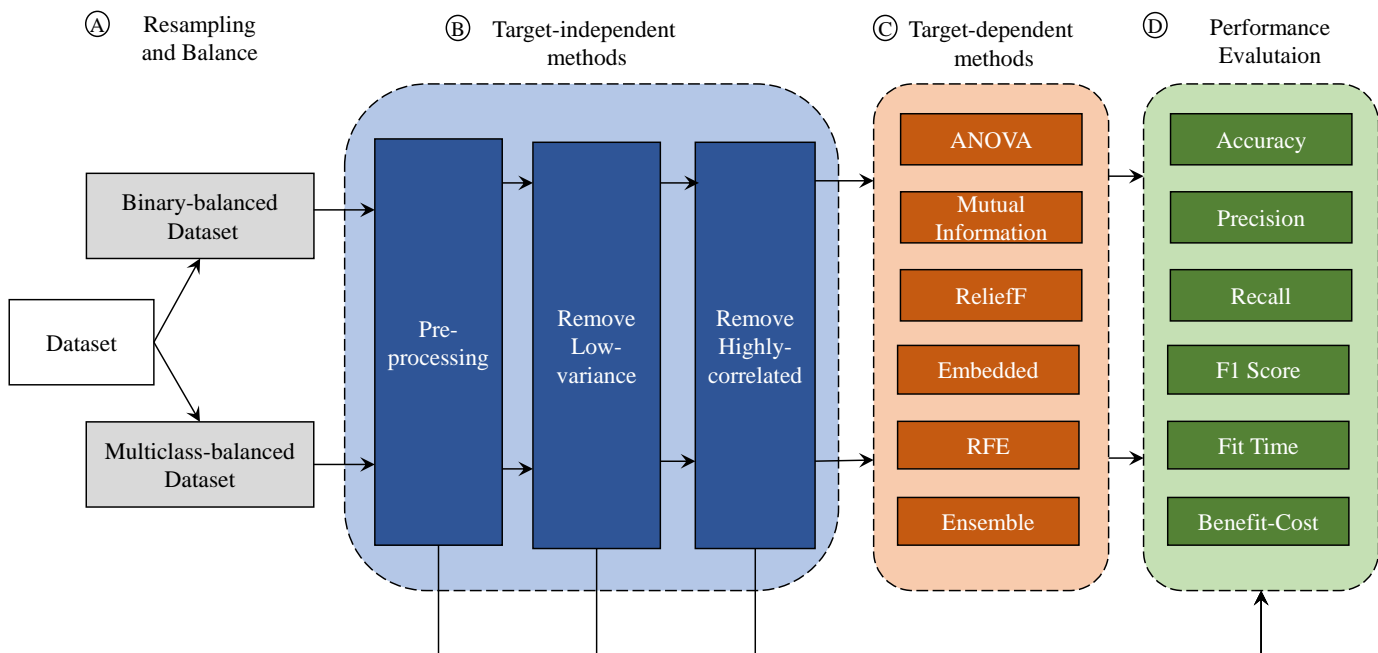 A Resampling
and Balance
B Target-independent
methods
C Target-dependent
methods
D Performance
Evalutaion
Dataset
Binary-balanced
Dataset
Multiclass-balanced
Dataset
Pre-
processing
Remove
Low-
variance
Remove
Highly-
correlated
ANOVA
Mutual
Information
ReliefF
Embedded
RFE
Ensemble
Accuracy
Precision
Recall
F1 Score
Fit Time
Benefit-Cost